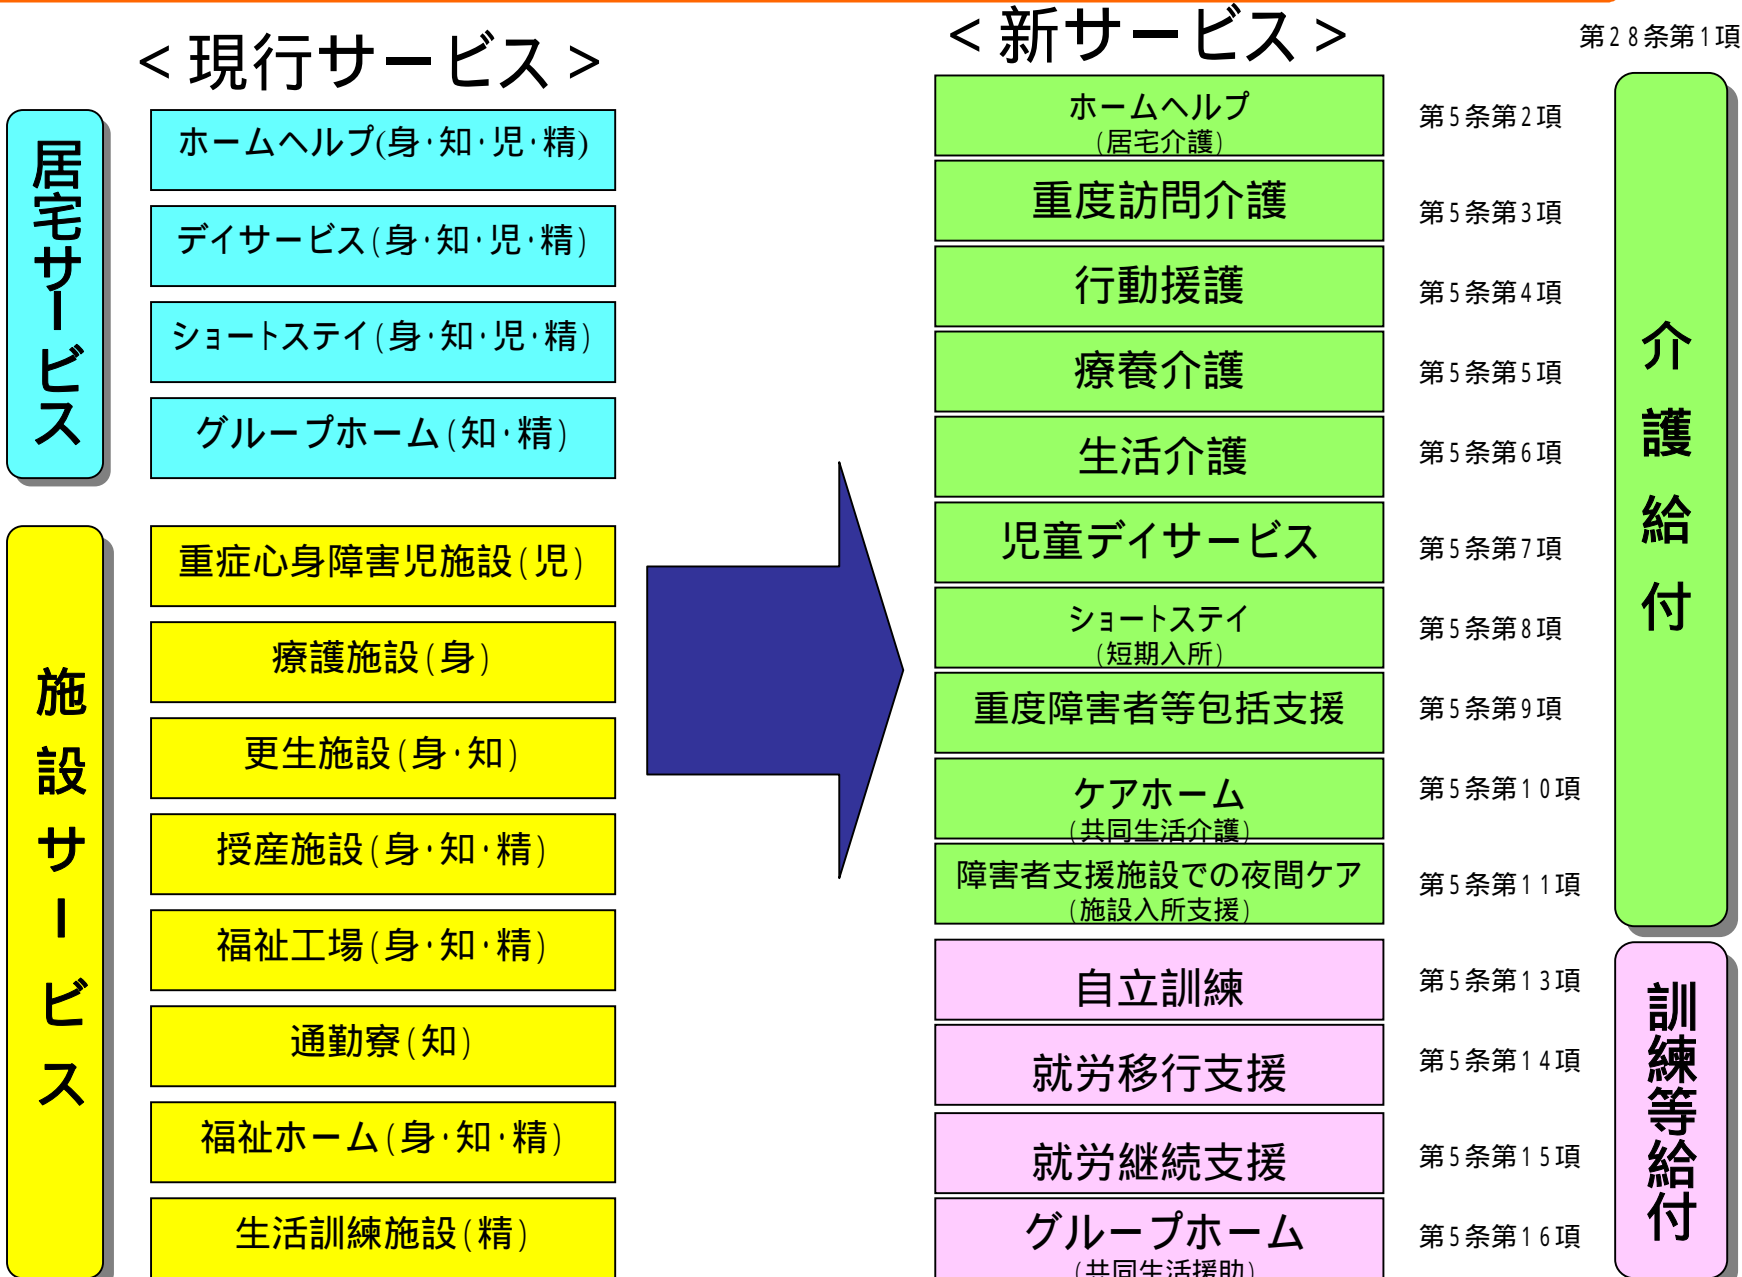 ＜現行サービス＞
居宅サービス
ホームヘルプ(身・知・児・精)
デイサービス(身・知・児・精)
ショートステイ(身・知・児・精)
グループホーム(知・精)
施設サービス
重症心身障害児施設(児)
療護施設(身)
更生施設(身・知)
授産施設(身・知・精)
福祉工場(身・知・精)
通勤寮(知)
福祉ホーム(身・知・精)
生活訓練施設(精)
＜新サービス＞
第28条第1項
ホームヘルプ
(居宅介護)
第5条第2項
重度訪問介護
第5条第3項
行動援護
第5条第4項
療養介護
第5条第5項
生活介護
第5条第6項
児童デイサービス
第5条第7項
ショートステイ
(短期入所)
第5条第8項
重度障害者等包括支援
第5条第9項
ケアホーム
(共同生活介護)
第5条第10項
障害者支援施設での夜間ケア
(施設入所支援)
第5条第11項
介護給付
自立訓練
第5条第13項
就労移行支援
第5条第14項
就労継続支援
第5条第15項
グループホーム
(共同生活援助)
第5条第16項
訓練等給付